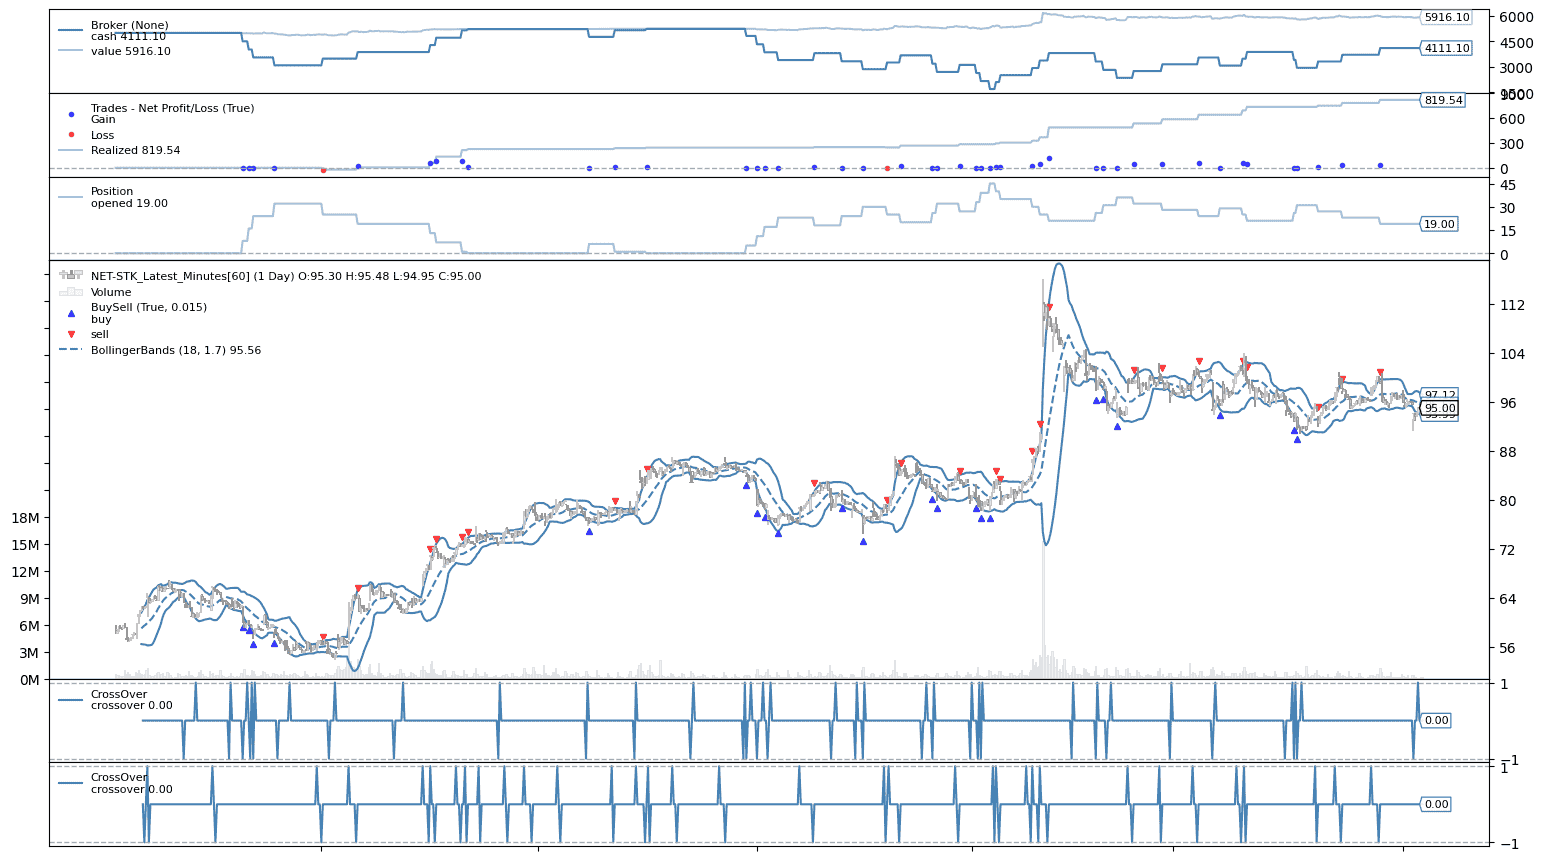 Broker (None)
cash 4111.10
value 5916.10
5916.10
4111.10
6000
4500
3000
1500
Trades - Net Profit/Loss (True)
Gain
Loss
Realized 819.54
819.54
900
600
300
0
Position
opened 19.00
19.00
45
30
15
0
NET-STK_Latest_Minutes[60] (1 Day) O:95.30 H:95.48 L:94.95 C:95.00
Volume
BuySell (True, 0.015)
buy
sell
BollingerBands (18, 1.7) 95.56
18M
15M
12M
9M
6M
3M
0M
112
104
96
88
80
72
64
56
97.12
95.00
CrossOver
crossover 0.00
0.00
1
−1
CrossOver
crossover 0.00
0.00
1
−1